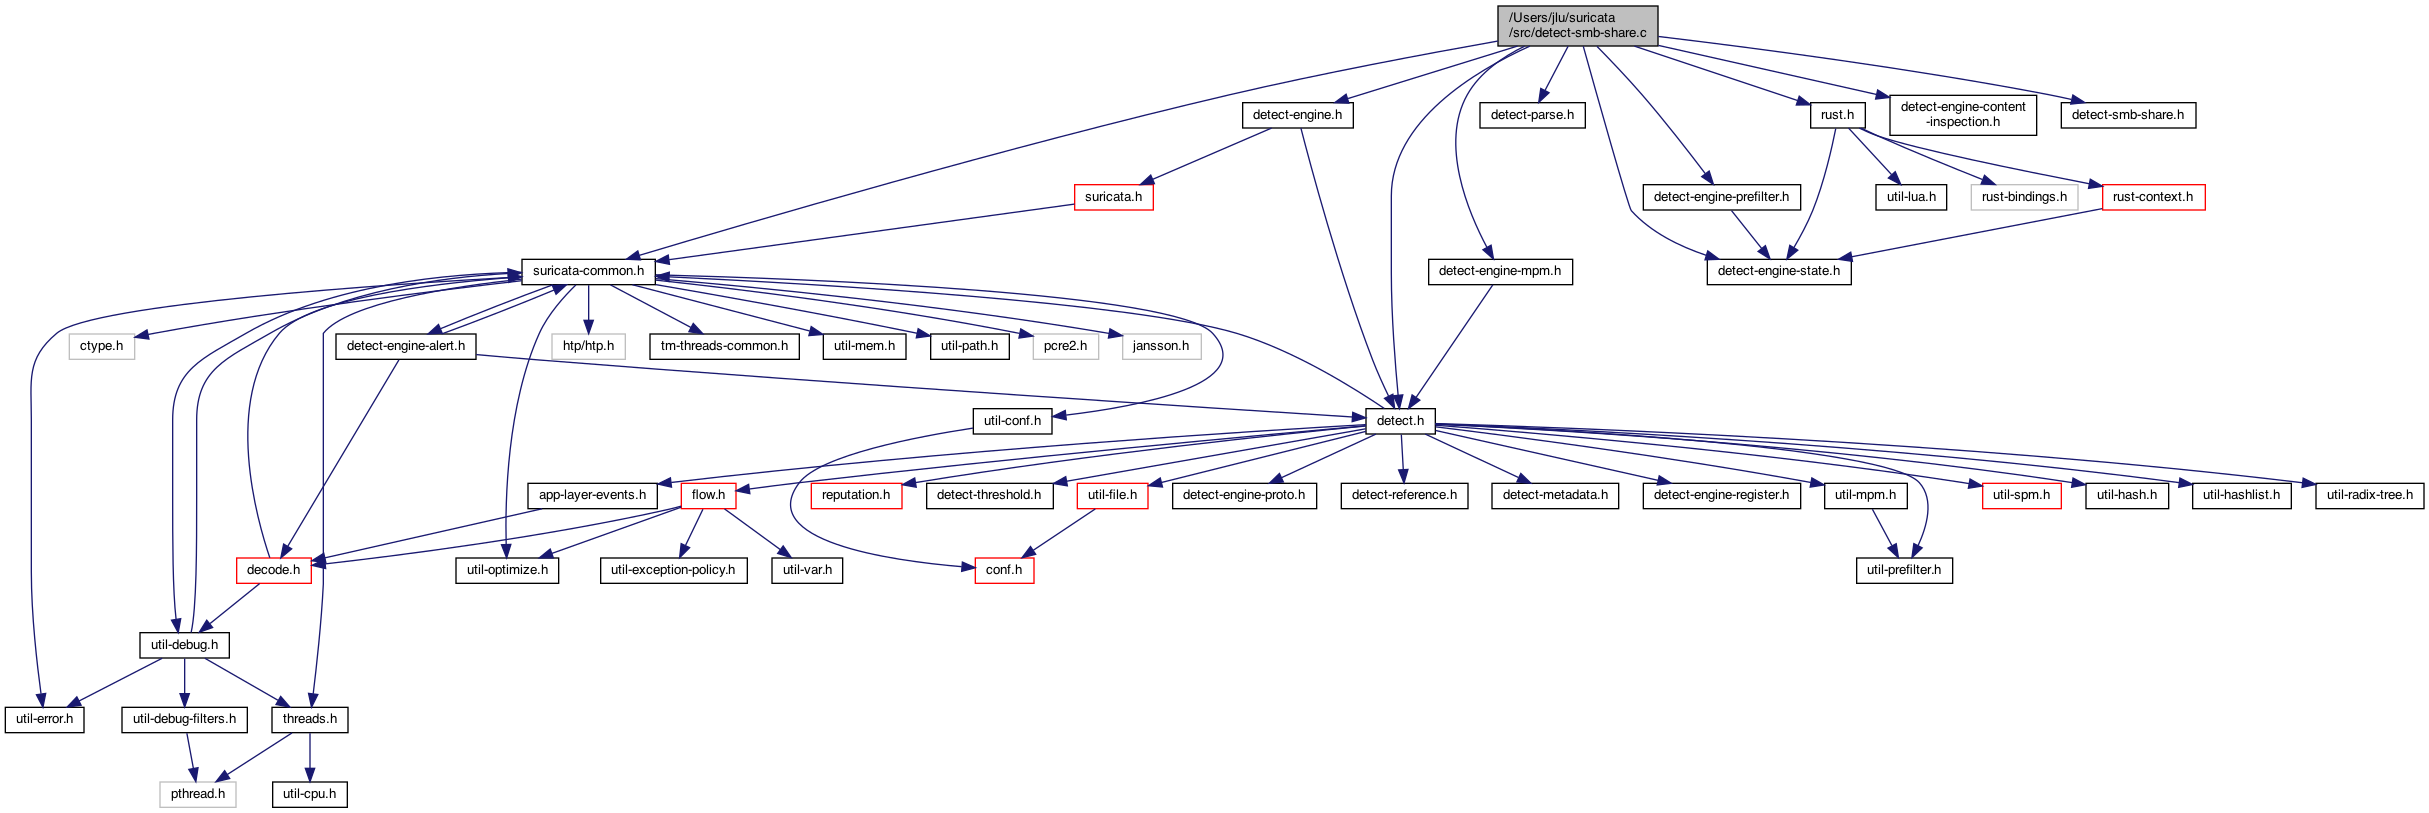 /Users/jlu/suricata
/src/detect-smb-share.c
detect-engine.h
detect-parse.h
rust.h
detect-engine-content
-inspection.h
detect-smb-share.h
suricata.h
detect-engine-prefilter.h
util-lua.h
rust-bindings.h
rust-context.h
suricata-common.h
detect-engine-mpm.h
detect-engine-state.h
ctype.h
detect-engine-alert.h
htp/htp.h
tm-threads-common.h
util-mem.h
util-path.h
pcre2.h
jansson.h
util-conf.h
detect.h
app-layer-events.h
flow.h
reputation.h
detect-threshold.h
util-file.h
detect-engine-proto.h
detect-reference.h
detect-metadata.h
detect-engine-register.h
util-mpm.h
util-spm.h
util-hash.h
util-hashlist.h
util-radix-tree.h
decode.h
util-optimize.h
util-exception-policy.h
util-var.h
conf.h
util-prefilter.h
util-debug.h
util-error.h
util-debug-filters.h
threads.h
pthread.h
util-cpu.h